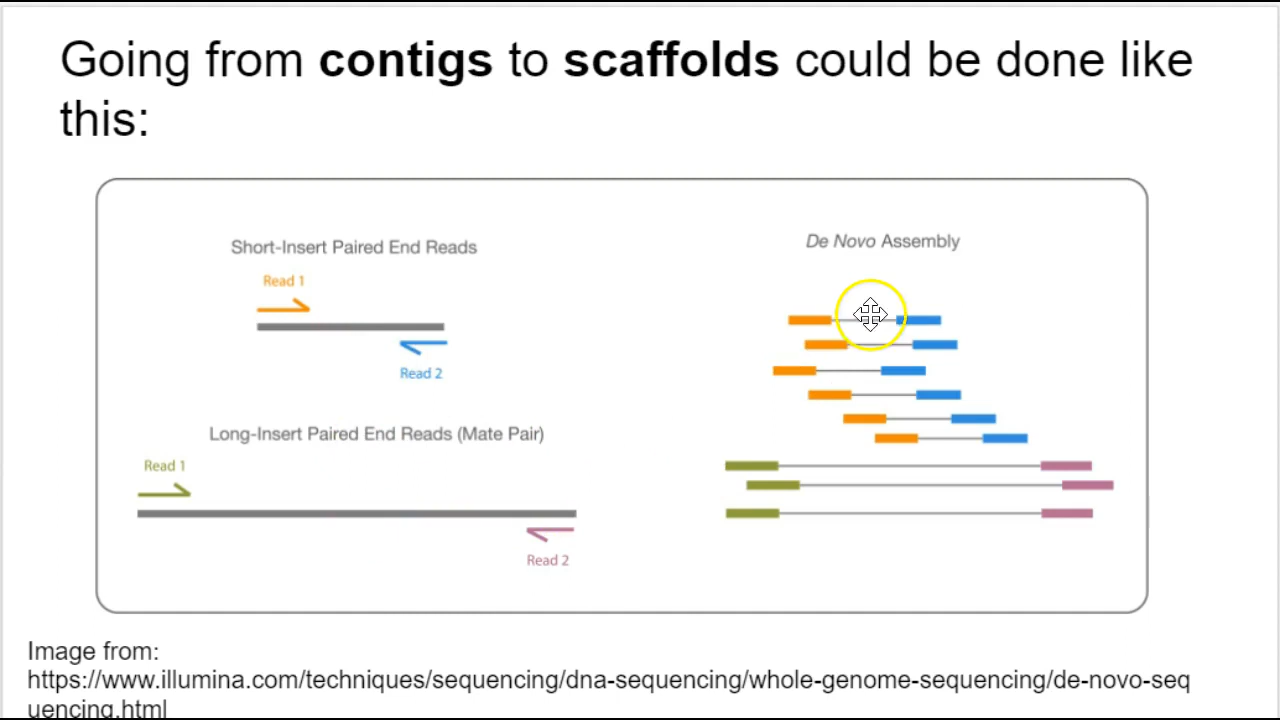 Going from contigs to scaffolds could be done like
this:
Short-Insert Paired End Reads
Read 1
Read 2
Long-Insert Paired End Reads (Mate Pair)
Read 1
Read 2
De Novo Assembly
Image from:
https://www.illumina.com/techniques/sequencing/dna-sequencing/whole-genome-sequencing/de-novo-seq
uencing.html